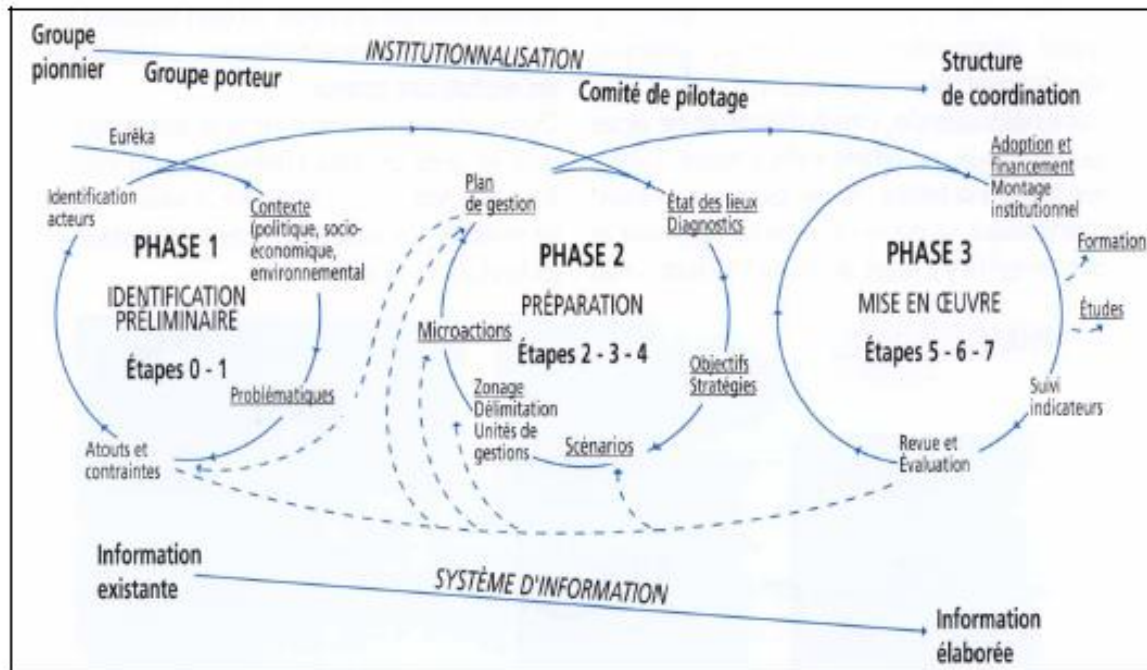 Groupe
pionnier
INSTITUTIONNALISATION
Groupe porteur
Comité de pilotage
Structure
de coordination
Eurêka
Identification
acteurs
Contexte
(politique, socio-
économique,
environnemental
PHASE 1
IDENTIFICATION
PRÉLIMINAIRE
Étapes 0 - 1
Problématiques
Atouts et
contraintes
Plan
de gestion
État des lieux
Diagnostics
PHASE 2
PRÉPARATION
Étapes 2 - 3 - 4
Microactions
Objectifs
Stratégies
Zonage
Délimitation
Unités de
gestions
Scénarios
Adoption et
financement
Montage
institutionnel
PHASE 3
MISE EN ŒUVRE
Étapes 5 - 6 - 7
Formation
Études
Suivi
indicateurs
Revue et
Évaluation
Information
existante
SYSTÈME D'INFORMATION
Information
élaborée